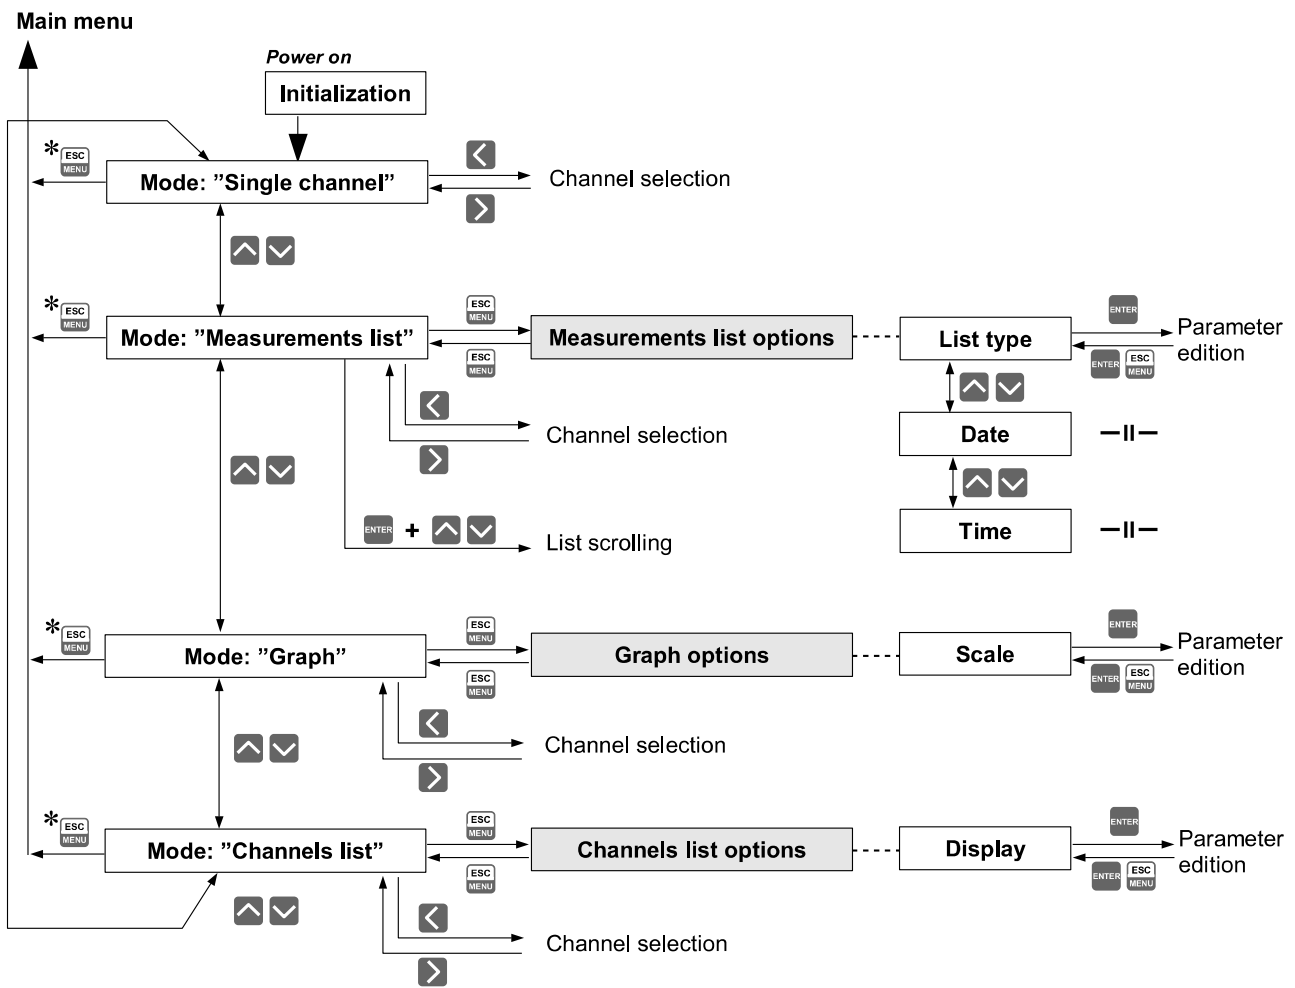 Main menu
Power on
Initialization
*
ESC
MENU
Mode: ”Single channel”
Channel selection
*
ESC
MENU
Mode: ”Measurements list”
ESC
MENU
ESC
MENU
Measurements list options
List type
ENTER
ENTER
ESC
MENU
Parameter
edition
Channel selection
Date
—II—
ENTER
+
List scrolling
Time
—II—
*
ESC
MENU
Mode: ”Graph”
ESC
MENU
ESC
MENU
Graph options
Scale
ENTER
ENTER
ESC
MENU
Parameter
edition
Channel selection
*
ESC
MENU
Mode: ”Channels list”
ESC
MENU
ESC
MENU
Channels list options
Display
ENTER
ENTER
ESC
MENU
Parameter
edition
Channel selection